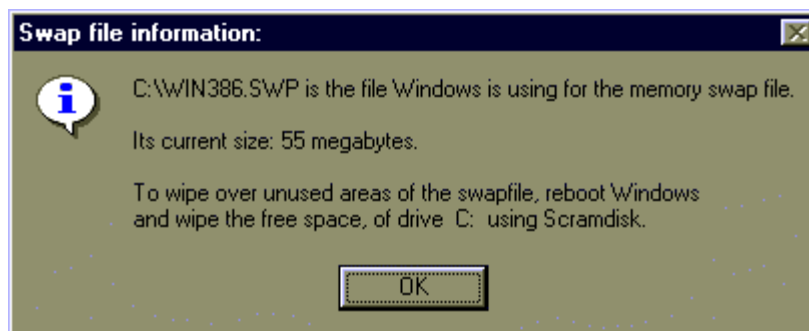 Swap file information:
C:\WIN386.SWP is the file Windows is using for the memory swap file.
Its current size: 55 megabytes.
To wipe over unused areas of the swapfile, reboot Windows
and wipe the free space, of drive C: using Scramdisk.
OK